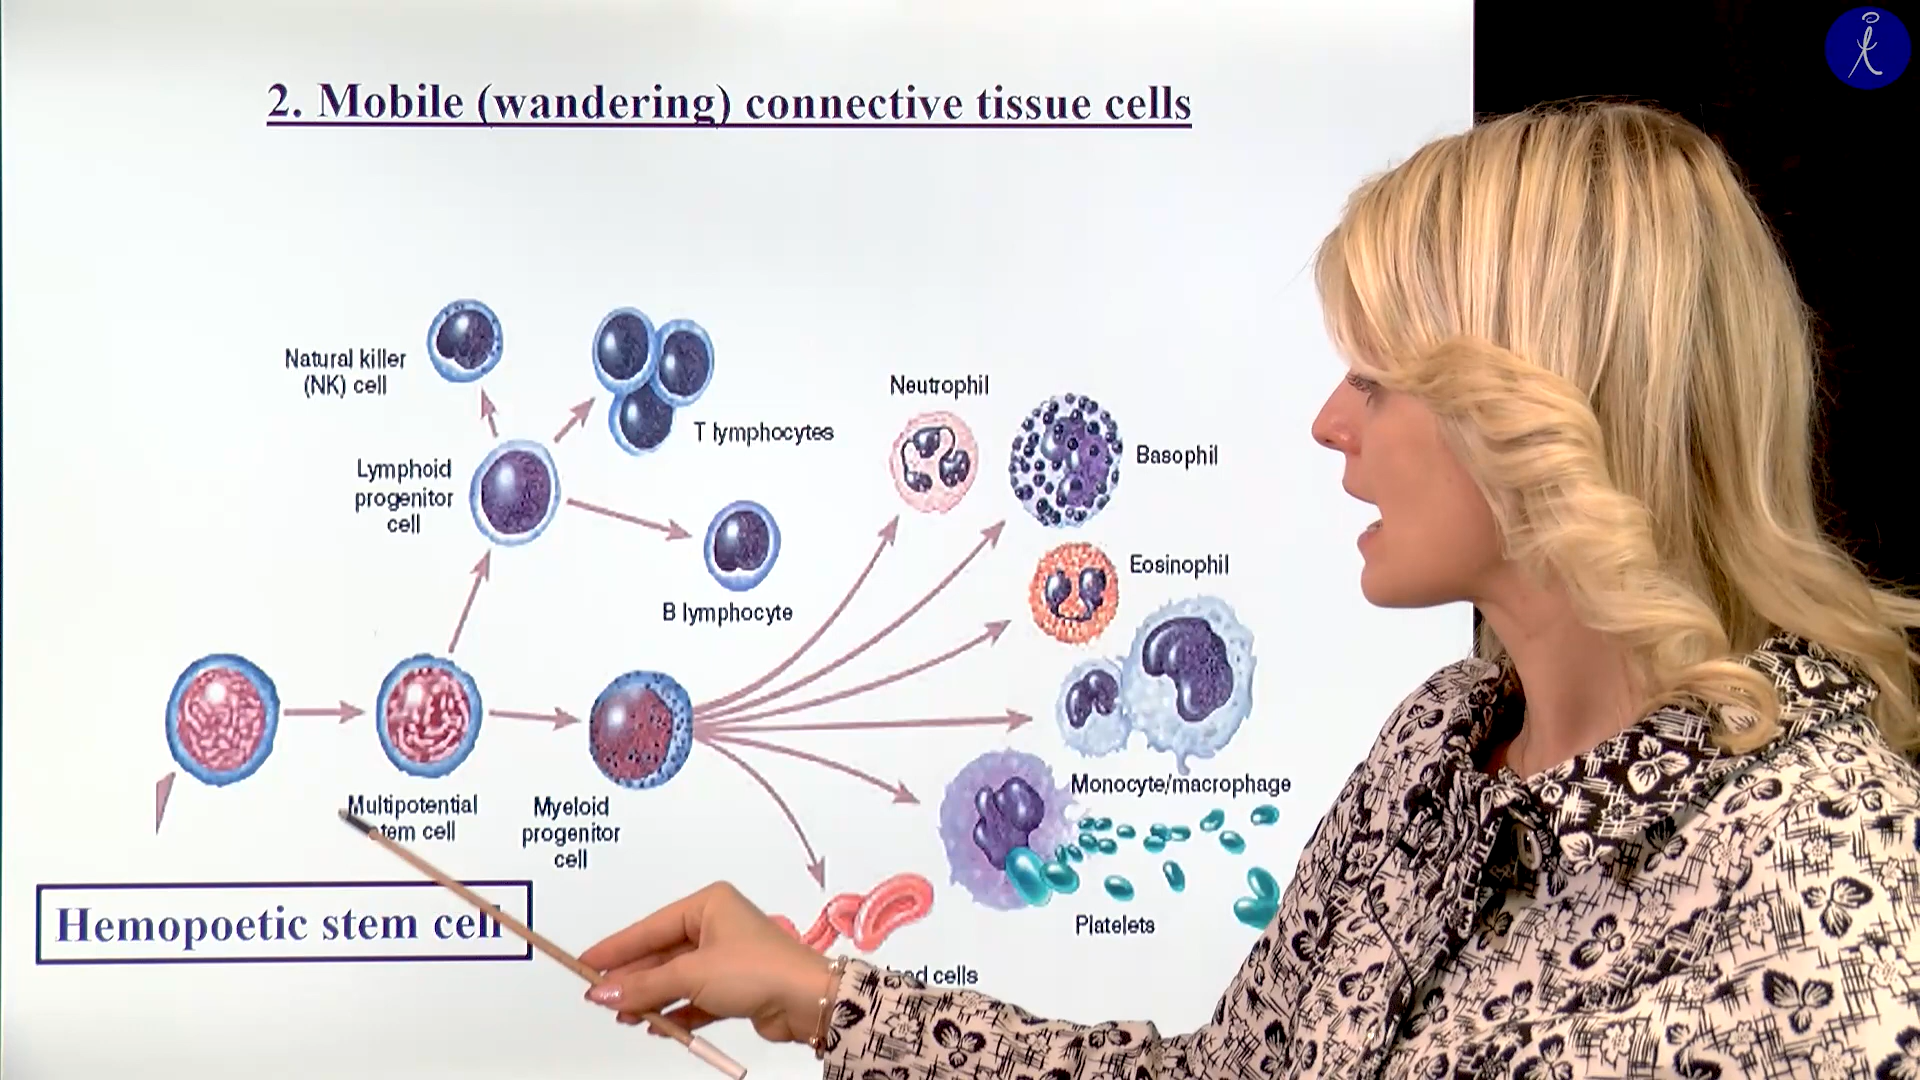 2. Mobile (wandering) connective tissue cells
Natural killer
(NK) cell
T lymphocytes
Neutrophil
Basophil
Lymphoid
progenitor
cell
Eosinophil
B lymphocyte
Monocyte/macrophage
Multipotential
stem cell
Myeloid
progenitor
cell
Platelets
Hemopoetic stem cell
cells